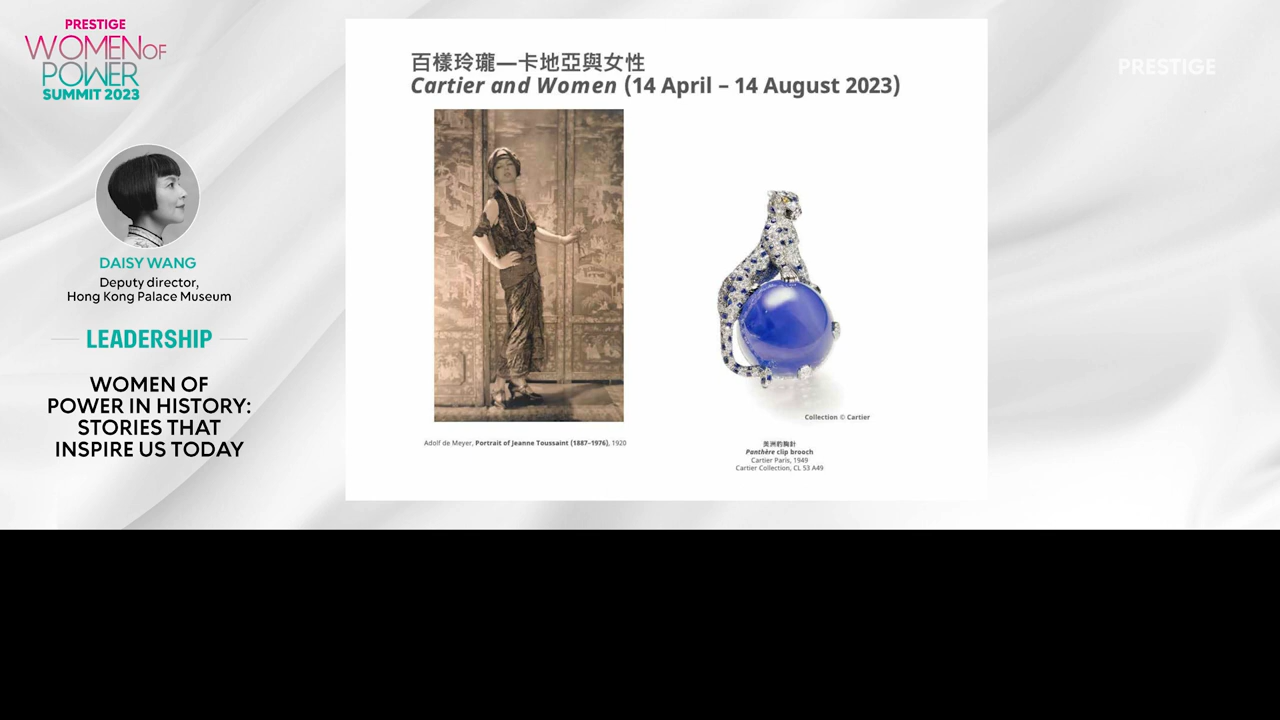 PRESTIGE
WOMEN OF
POWER
SUMMIT 2023
DAISY WANG
Deputy director,
Hong Kong Palace Museum
LEADERSHIP
WOMEN OF
POWER IN HISTORY:
STORIES THAT
INSPIRE US TODAY
百樣玲瓏—卡地亞與女性
Cartier and Women (14 April – 14 August 2023)
Adolf de Meyer, Portrait of Jeanne Toussaint (1887–1976), 1920
Collection © Cartier
美洲豹胸針
Panthère clip brooch
Cartier Paris, 1949
Cartier Collection, CL 53 A49
PRESTIGE